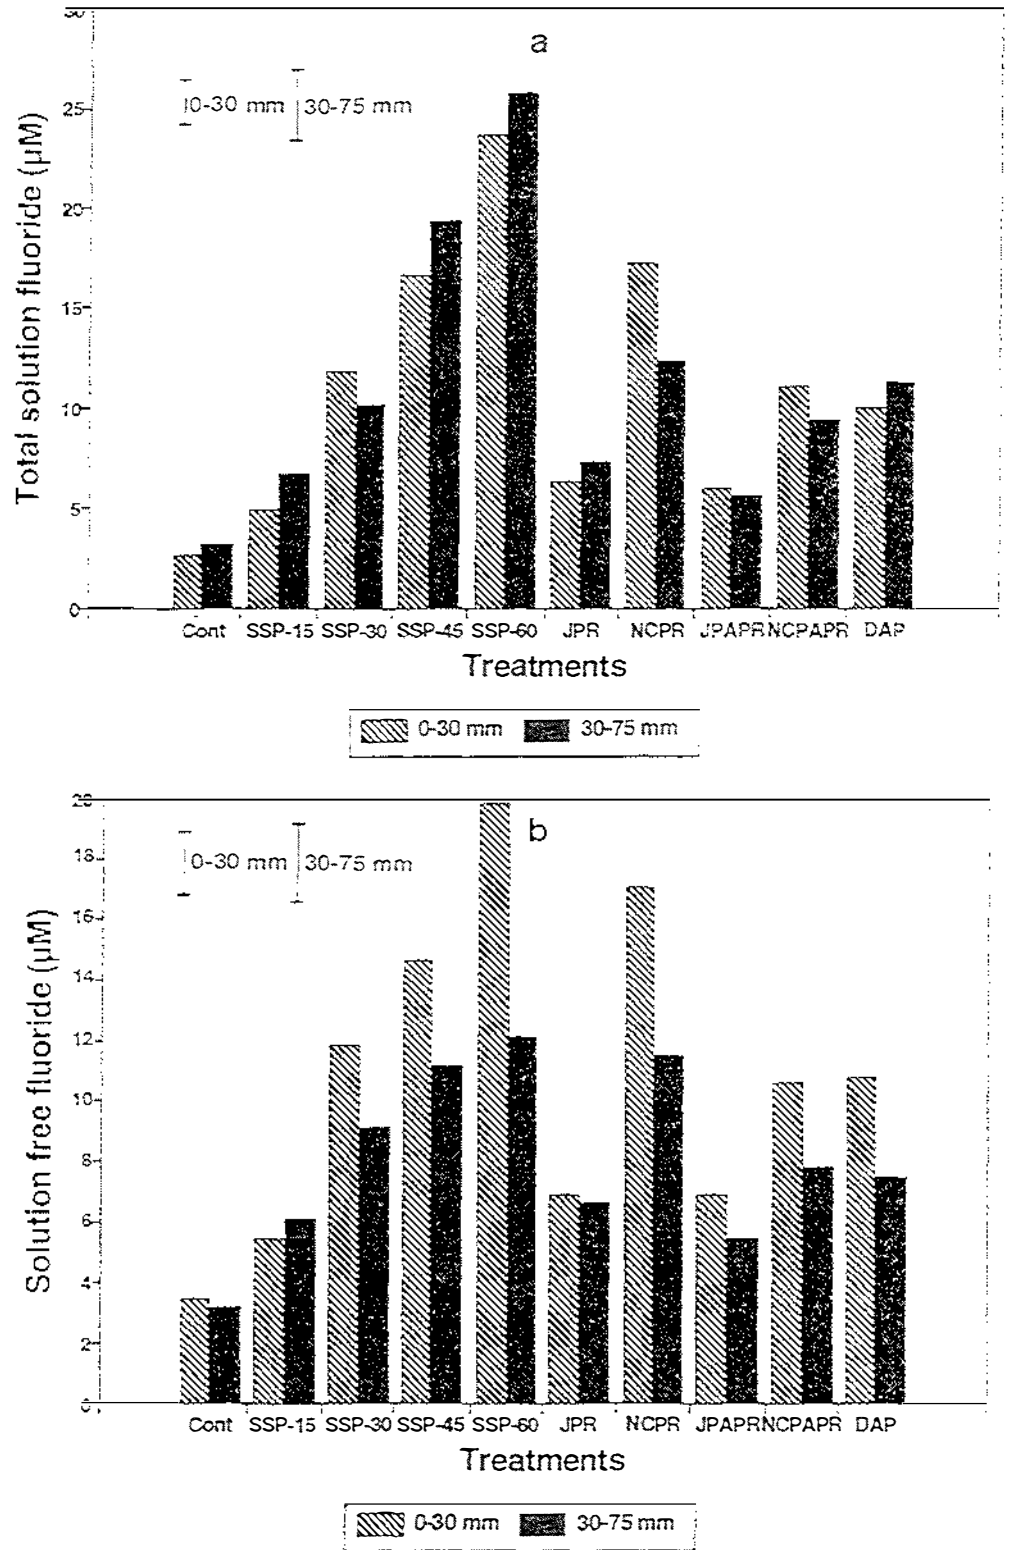 30
a
0-30 mm 30-75 mm
25
20
15
10
5
0
Total solution fluoride (µM)
Cont SSP-15 SSP-30 SSP-45 SSP-60 JPR NCPR JPAPR NCPAPR DAP
Treatments
0-30 mm 30-75 mm
20
b
18
0-30 mm 30-75 mm
16
14
12
10
8
6
4
2
0
Solution free fluoride (µM)
Cont SSP-15 SSP-30 SSP-45 SSP-60 JPR NCPR JPAPR NCPAPR DAP
Treatments
0-30 mm 30-75 mm